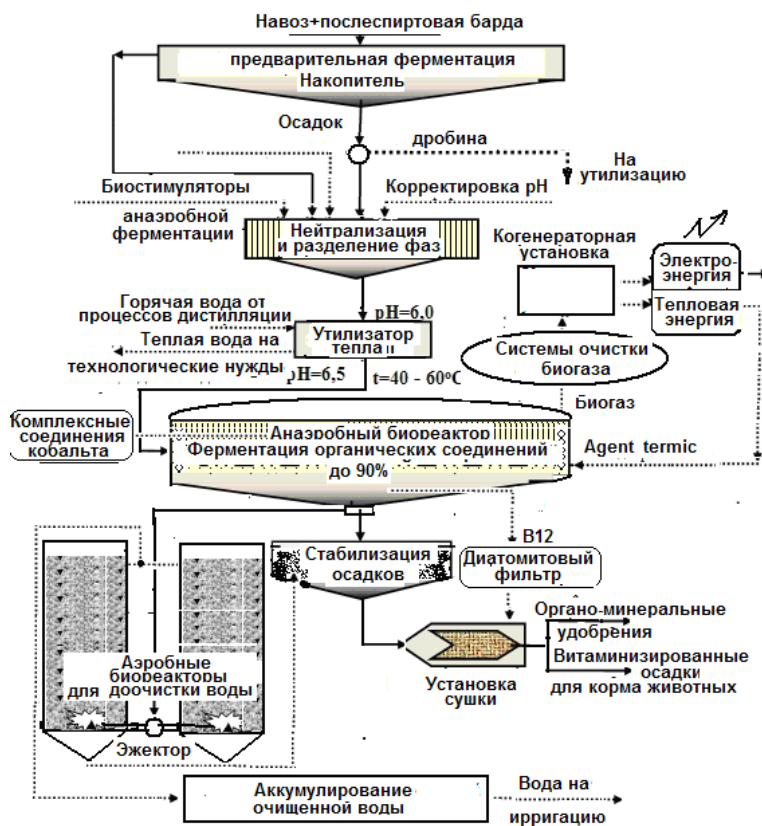 Навоз+послеспиртовая барда
предварительная ферментация
Накопитель
Осадок
дробина
На
утилизацию
Биостимуляторы
Корректировка pH
анаэробной
ферментации
Нейтрализация
и разделение фаз
Когенераторная
установка
Электро-
энергия
Тепловая
энергия
Горячая вода от
процессов дистилляции
pH=6,0
Утилизатор
теплап
Теплая вода на
технологические нужды
pH=6,5
t=40 - 60°C
Системы очистки
биогаза
Биогаз
Комплексные
соединения
кобальта
Анаэробный биореактор
Ферментация органических соединений
до 90%
Agent termic
B12
Стабилизация
осадков
Диатомитовый
фильтр
Органо-минеральные
удобрения
Витаминизированные
осадки
для корма животных
Установка
сушки
Аэробные
биореакторы
для доочистки воды
Эжектор
Аккумулирование
очищенной воды
Вода на
ирригацию